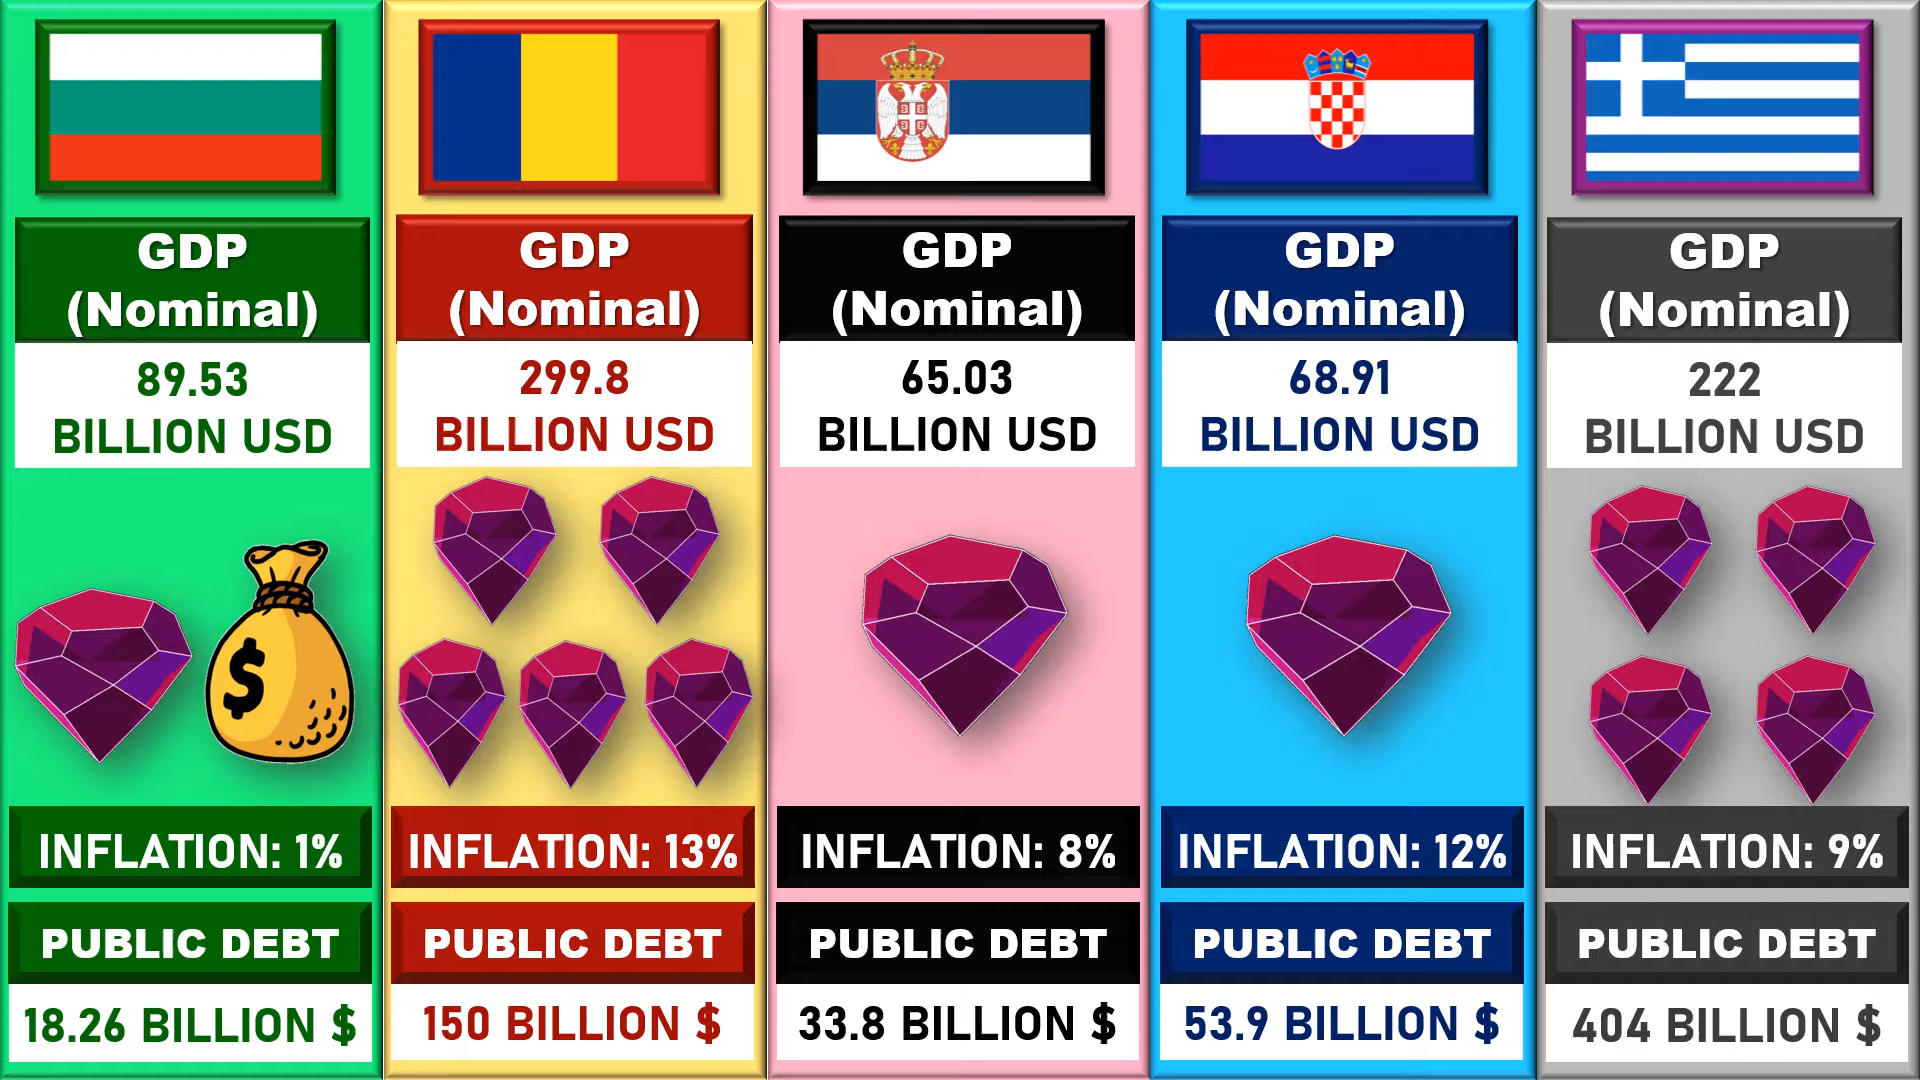 GDP
(Nominal)
89.53
BILLION USD
$
INFLATION: 1%
PUBLIC DEBT
18.26 BILLION $
GDP
(Nominal)
299.8
BILLION USD
INFLATION: 13%
PUBLIC DEBT
150 BILLION $
GDP
(Nominal)
65.03
BILLION USD
INFLATION: 8%
PUBLIC DEBT
33.8 BILLION $
GDP
(Nominal)
68.91
BILLION USD
INFLATION: 12%
PUBLIC DEBT
53.9 BILLION $
GDP
(Nominal)
222
BILLION USD
INFLATION: 9%
PUBLIC DEBT
404 BILLION $